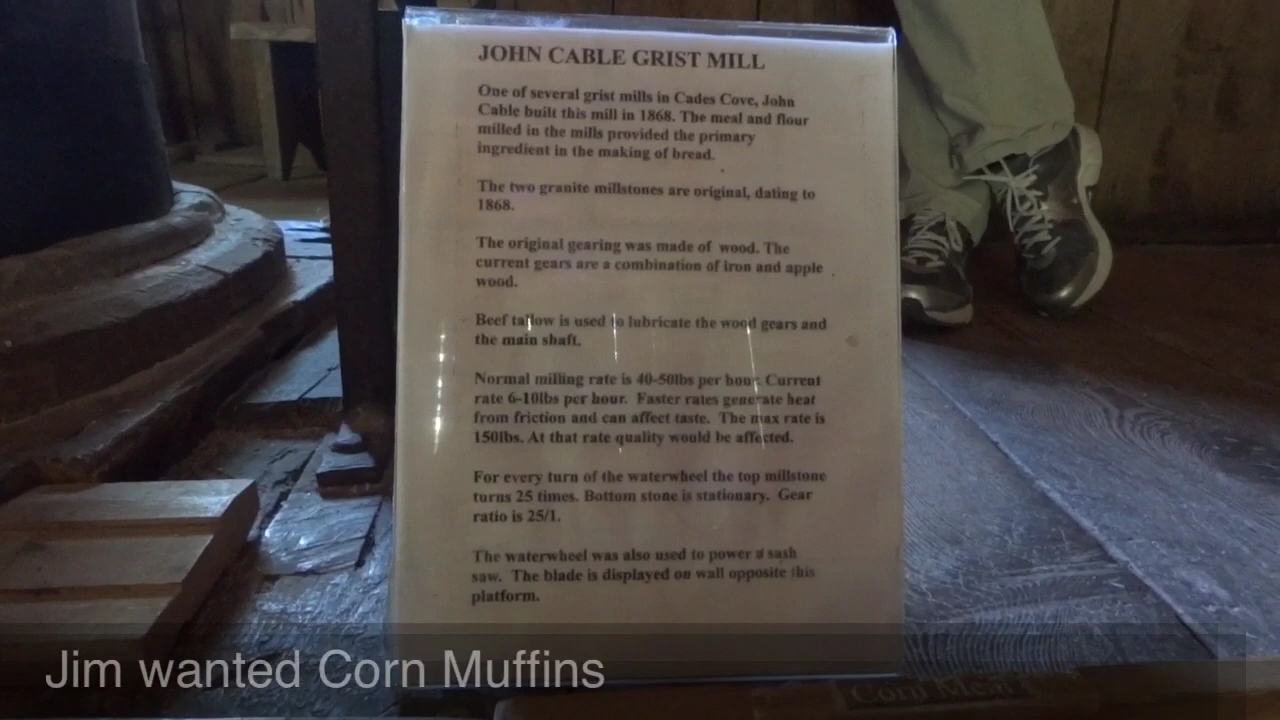 JOHN CABLE GRIST MILL
One of several grist mills in Cades Cove, John
Cable built this mill in 1868. The meal and flour
milled in the mills provided the primary
ingredient in the making of bread.
The two granite millstones are original, dating to
1868.
The original gearing was made of wood. The
current gears are a combination of iron and apple
wood.
Beef tallow is used to lubricate the wood gears and
the main shaft.
Normal milling rate is 40-50lbs per hour. Current
rate 6-10lbs per hour. Faster rates generate heat
from friction and can affect taste. The max rate is
150lbs. At that rate quality would be affected.
For every turn of the waterwheel the top millstone
turns 25 times. Bottom stone is stationary. Gear
ratio is 25/1.
The waterwheel was also used to power a sash
saw. The blade is displayed on wall opposite this
platform.
Jim wanted Corn Muffins
Corn Meal